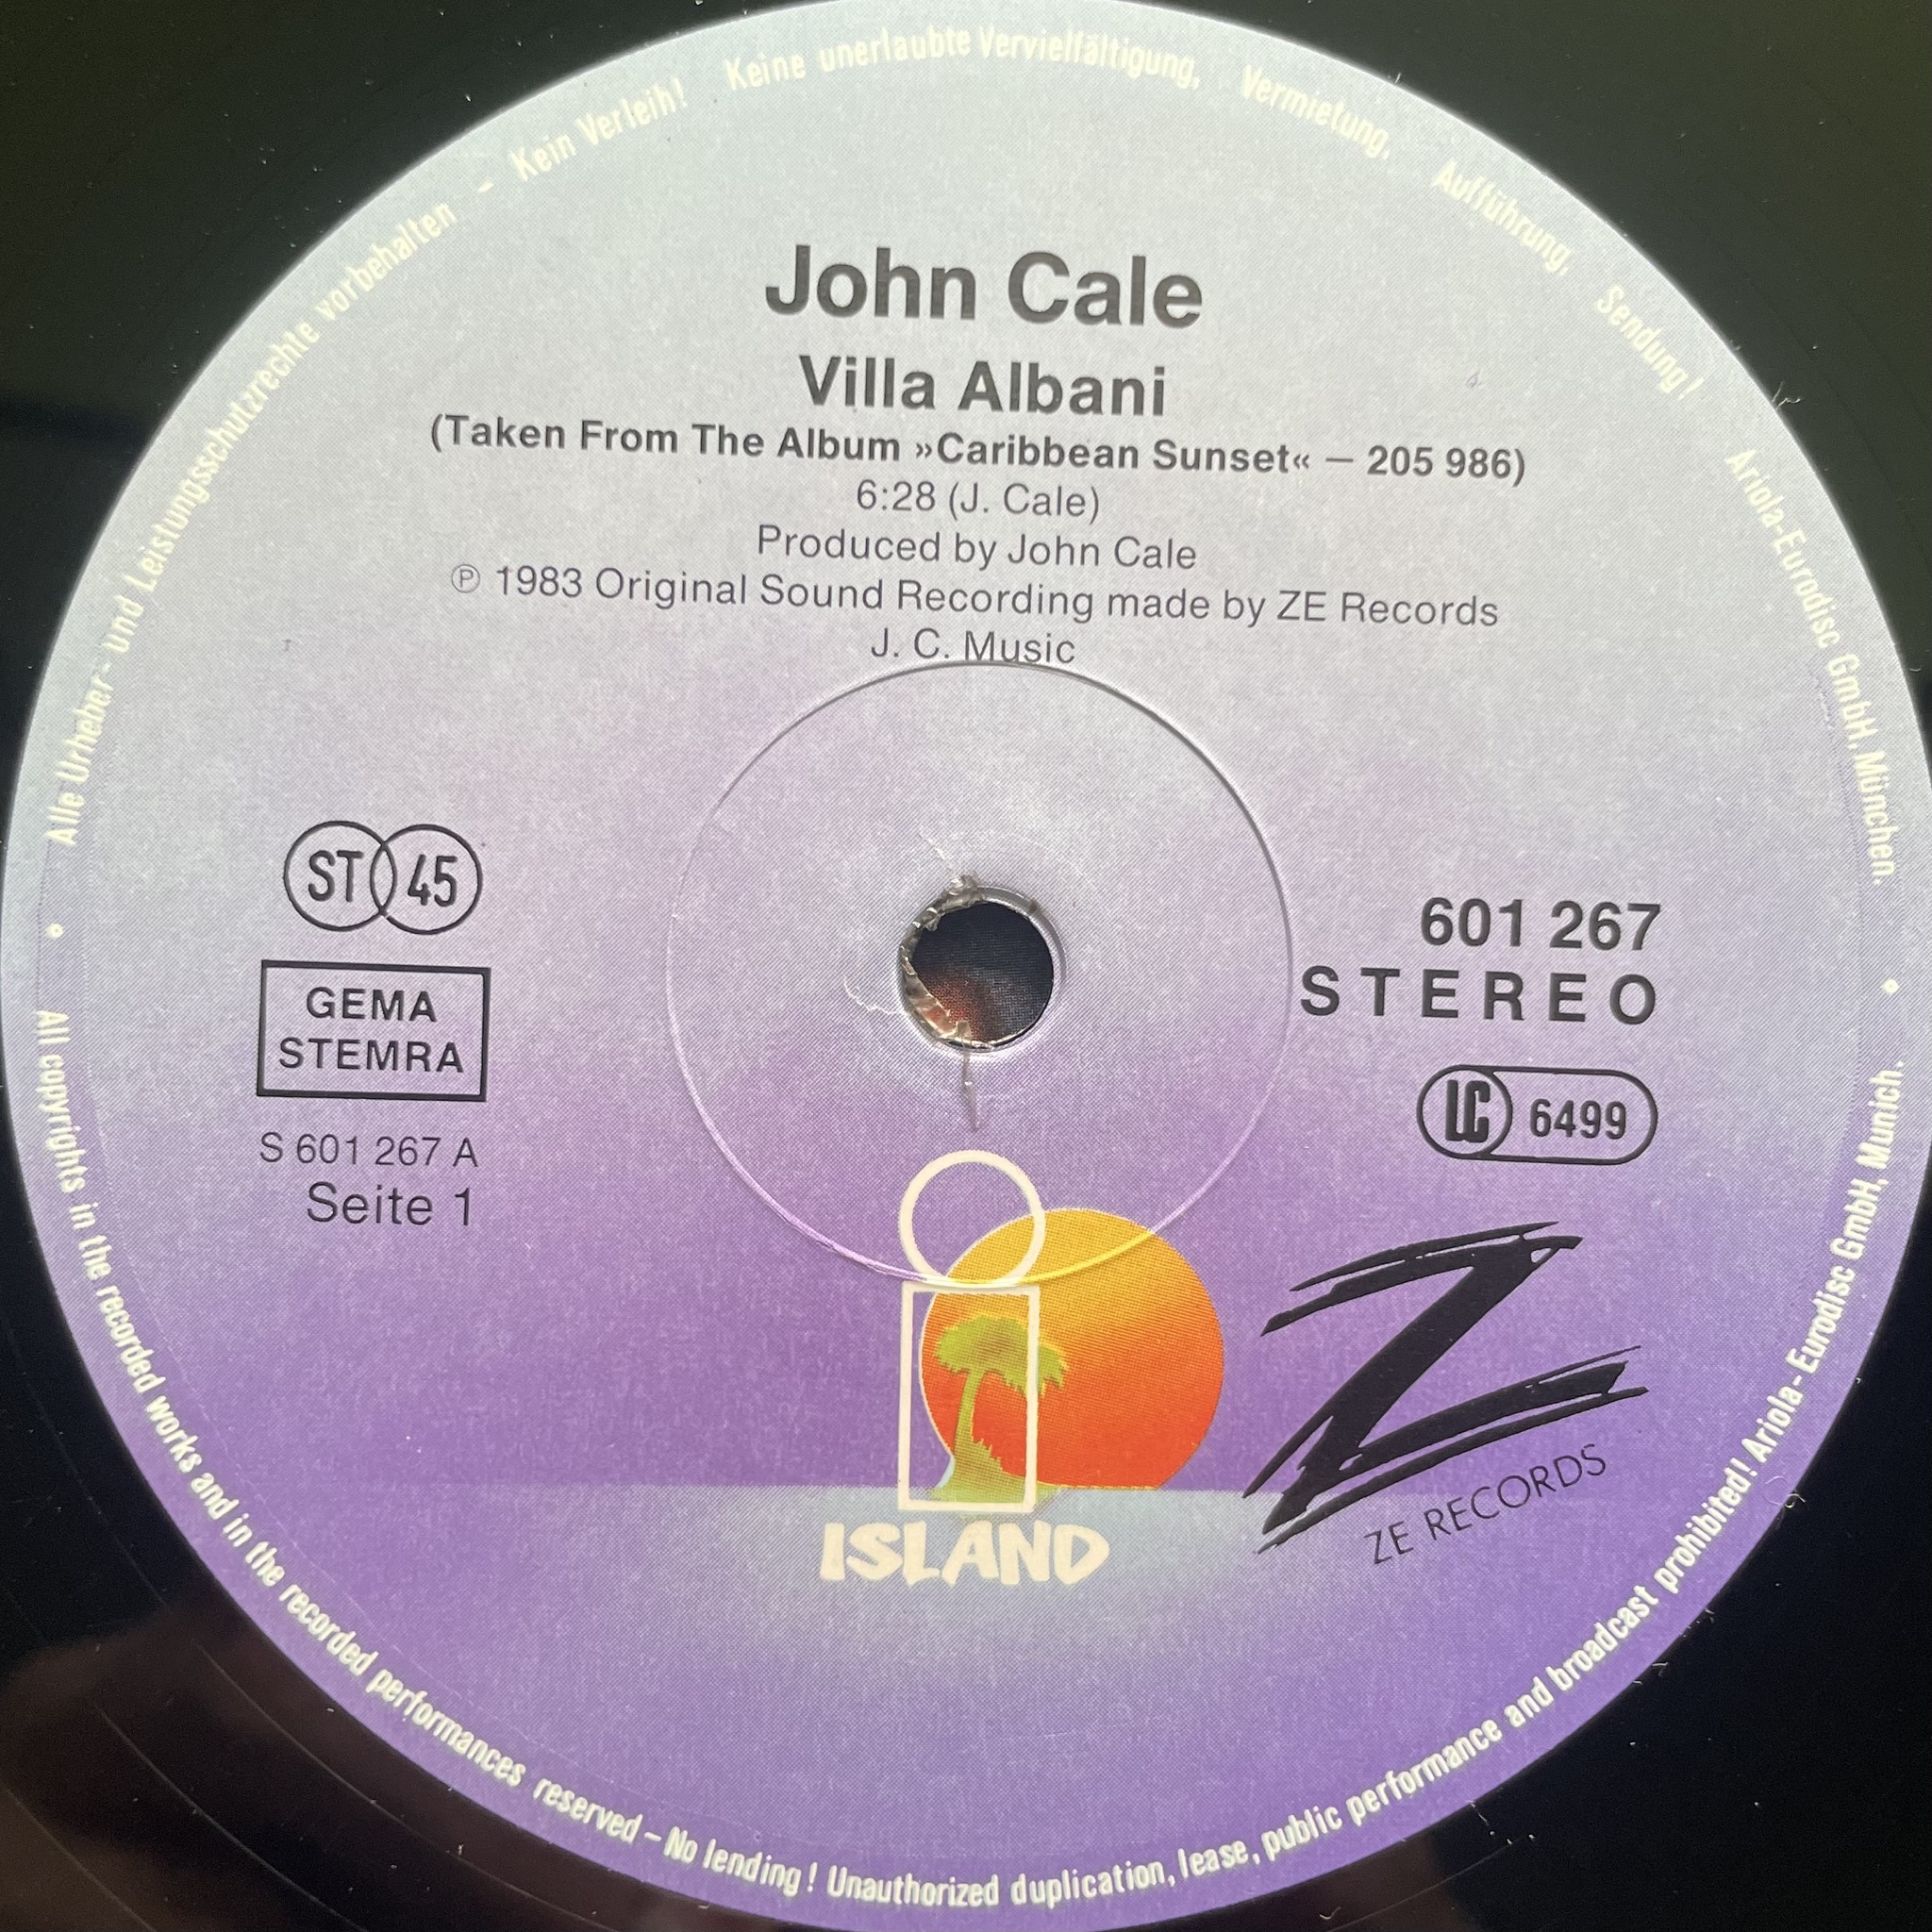 Alle Urheber- und Leistungsschutzrechte vorbehalten - Kein Verleih! Keine unerlaubte Vervielfältigung, Vermietung, Aufführung, Sendung! Ariola-Eurodisc GmbH, München.
John Cale
Villa Albani
(Taken From The Album »Caribbean Sunset« – 205 986)
6:28 (J. Cale)
Produced by John Cale
℗ 1983 Original Sound Recording made by ZE Records
J. C. Music
ST 45
GEMA
STEMRA
S 601 267 A
Seite 1
601 267
STEREO
LC 6499
i
ISLAND
Z
ZE RECORDS
All copyrights in the recorded works and in the recorded performances reserved – No lending! Unauthorized duplication, lease, public performance and broadcast prohibited! Ariola-Eurodisc GmbH, Munich.